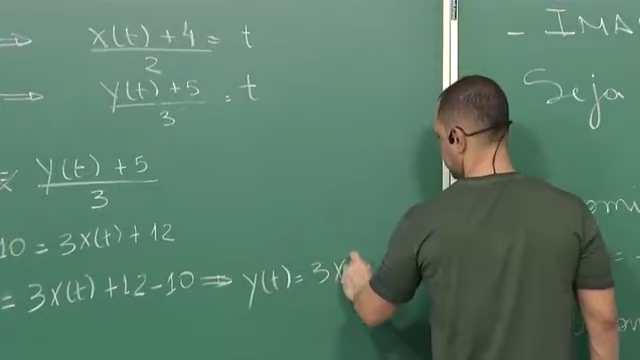 ⇒ x(t) + 4 / 2 = t
⇒ y(t) + 5 / 3 = t
y(t) + 5 / 3
10 = 3x(t) + 12
= 3x(t) + 12 - 10 ⇒ y(t) = 3x
- IMA
Seja